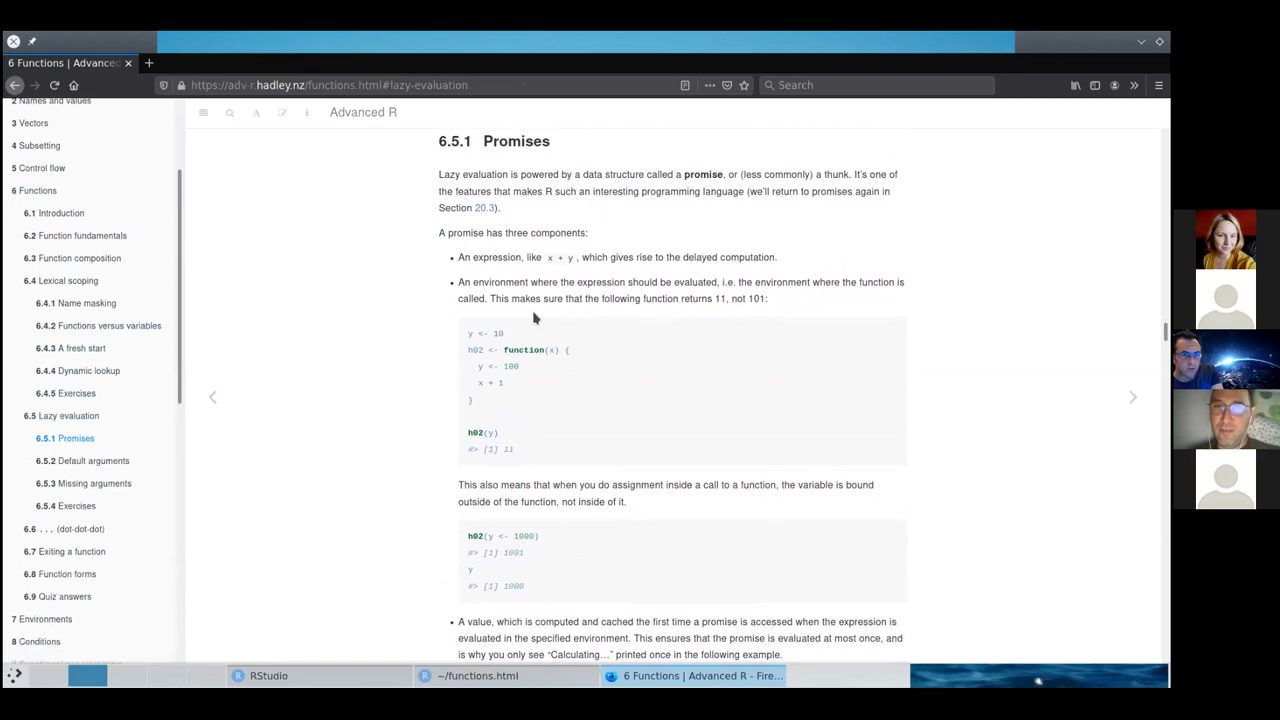 6 Functions | Advanced
https://adv-r.hadley.nz/functions.html#lazy-evaluation
Search
2 Names and values
3 Vectors
4 Subsetting
5 Control flow
6 Functions
6.1 Introduction
6.2 Function fundamentals
6.3 Function composition
6.4 Lexical scoping
6.4.1 Name masking
6.4.2 Functions versus variables
6.4.3 A fresh start
6.4.4 Dynamic lookup
6.4.5 Exercises
6.5 Lazy evaluation
6.5.1 Promises
6.5.2 Default arguments
6.5.3 Missing arguments
6.5.4 Exercises
6.6 ... (dot-dot-dot)
6.7 Exiting a function
6.8 Function forms
6.9 Quiz answers
7 Environments
8 Conditions
Advanced R
6.5.1 Promises
Lazy evaluation is powered by a data structure called a promise, or (less commonly) a thunk. It's one of
the features that makes R such an interesting programming language (we'll return to promises again in
Section 20.3).
A promise has three components:
• An expression, like x + y, which gives rise to the delayed computation.
• An environment where the expression should be evaluated, i.e. the environment where the function is
called. This makes sure that the following function returns 11, not 101:
y <- 10
h02 <- function(x) {
y <- 100
x + 1
}
h02(y)
#> [1] 11
This also means that when you do assignment inside a call to a function, the variable is bound
outside of the function, not inside of it.
h02(y <- 1000)
#> [1] 1001
y
#> [1] 1000
• A value, which is computed and cached the first time a promise is accessed when the expression is
evaluated in the specified environment. This ensures that the promise is evaluated at most once, and
is why you only see “Calculating...” printed once in the following example.
RStudio
~/functions.html
6 Functions | Advanced R - Fire...